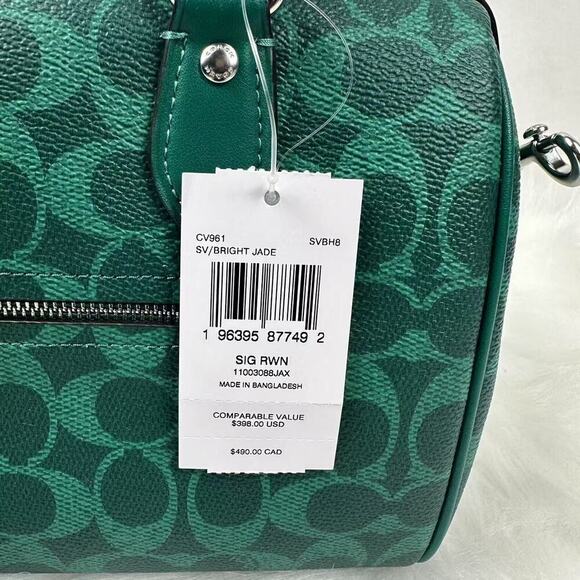 CV961 SVBH8
SV/BRIGHT JADE
1 96395 87749 2
SIG RWN
11003088JAX
MADE IN BANGLADESH
COMPARABLE VALUE
$398.00 USD
$490.00 CAD